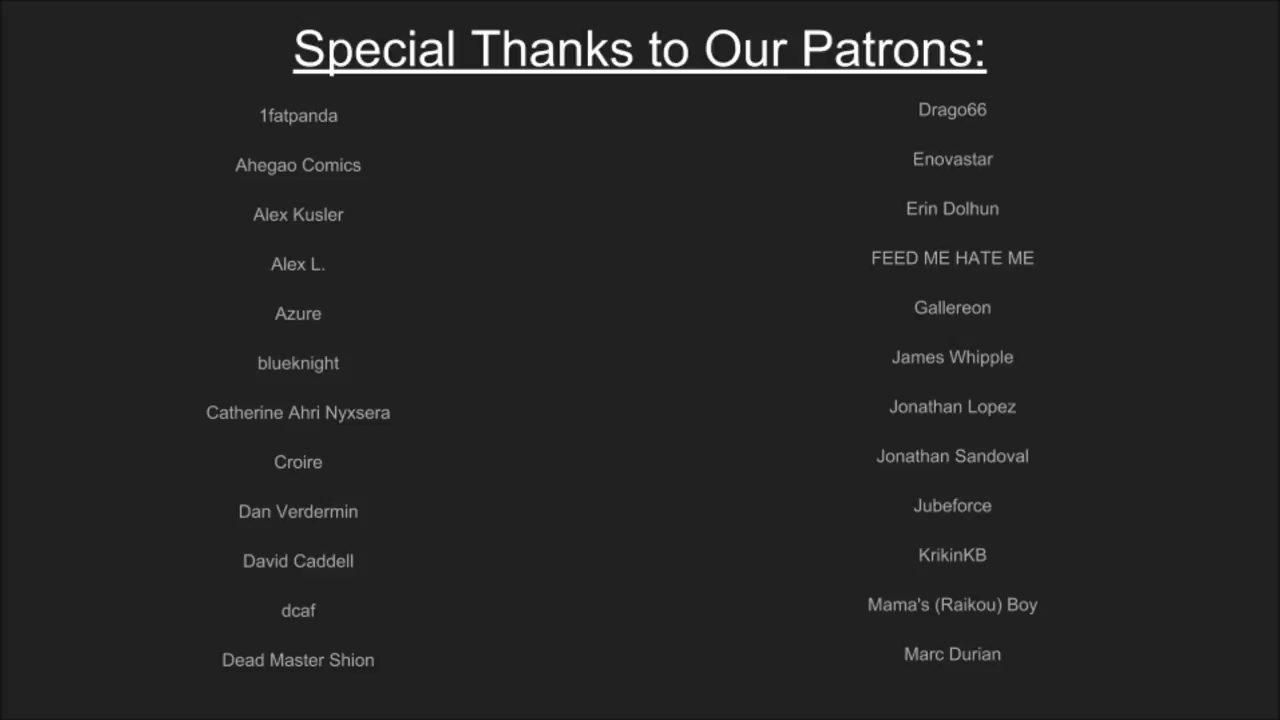 Special Thanks to Our Patrons:
1fatpanda
Ahegao Comics
Alex Kusler
Alex L.
Azure
blueknight
Catherine Ahri Nyxsera
Croire
Dan Verdermin
David Caddell
dcaf
Dead Master Shion
Drago66
Enovastar
Erin Dolhun
FEED ME HATE ME
Gallereon
James Whipple
Jonathan Lopez
Jonathan Sandoval
Jubeforce
KrikinKB
Mama's (Raikou) Boy
Marc Durian